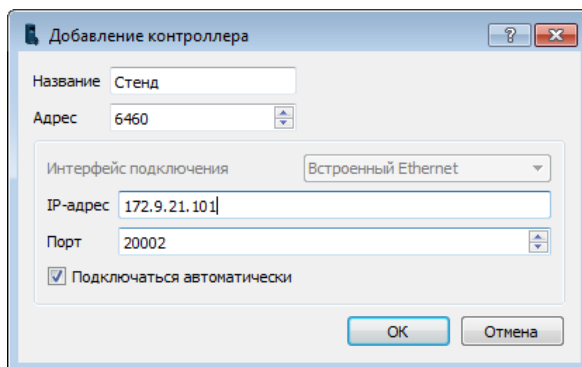 Добавление контроллера
Название Стенд
Адрес 6460
Интерфейс подключения Встроенный Ethernet
IP-адрес 172.9.21.101
Порт 20002
Подключаться автоматически
ОК Отмена